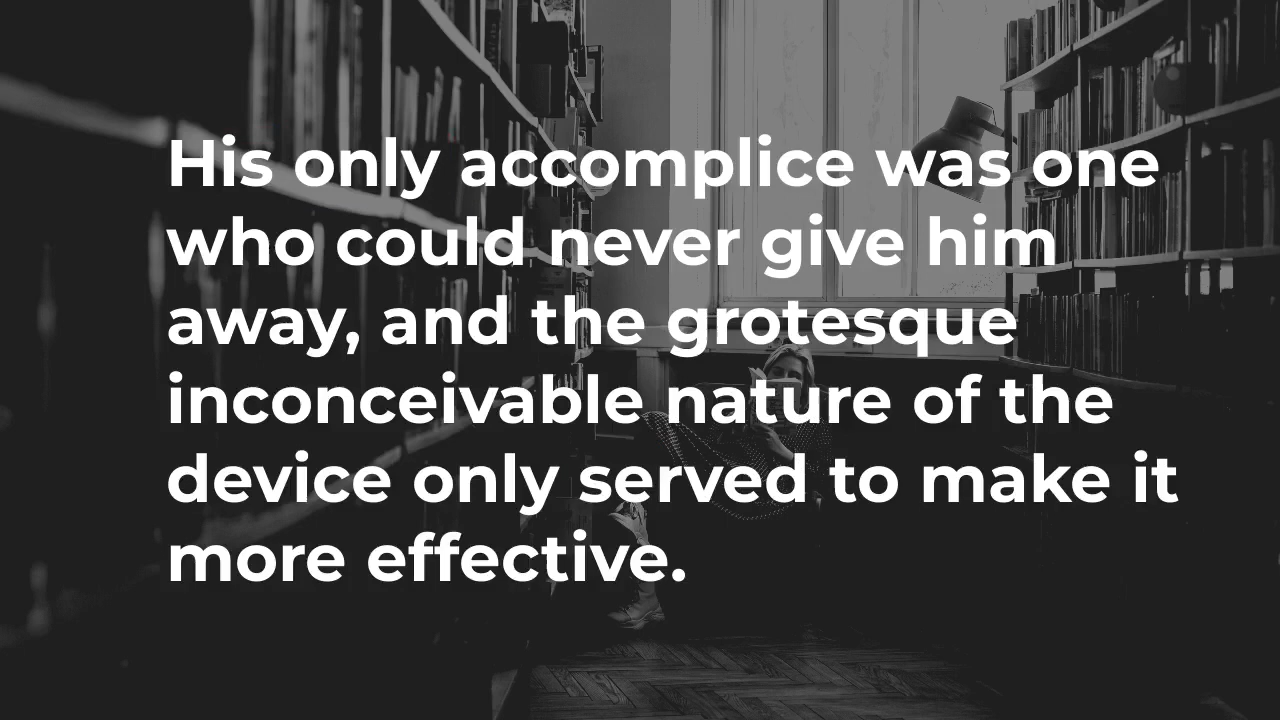 His only accomplice was one
who could never give him
away, and the grotesque
inconceivable nature of the
device only served to make it
more effective.